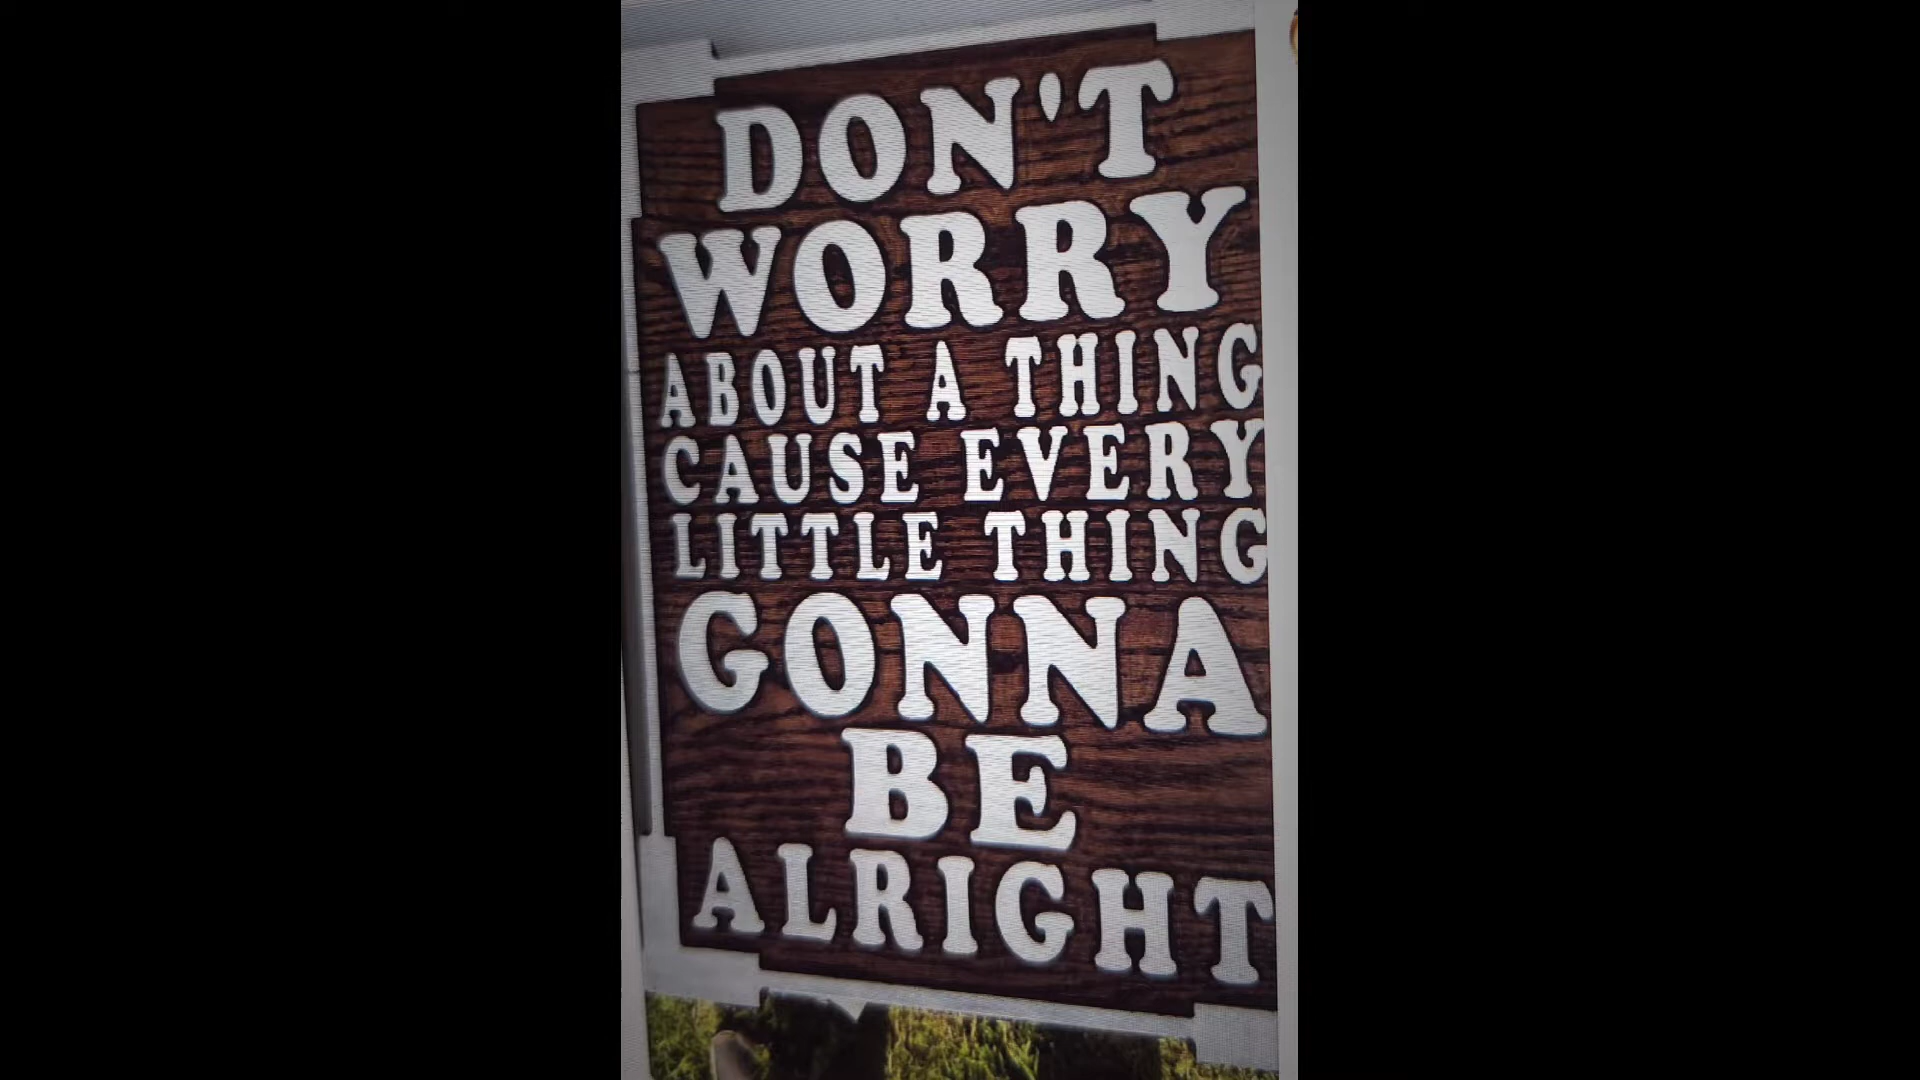 DON'T
WORRY
ABOUT A THING
CAUSE EVERY
LITTLE THING
GONNA
BE
ALRIGHT